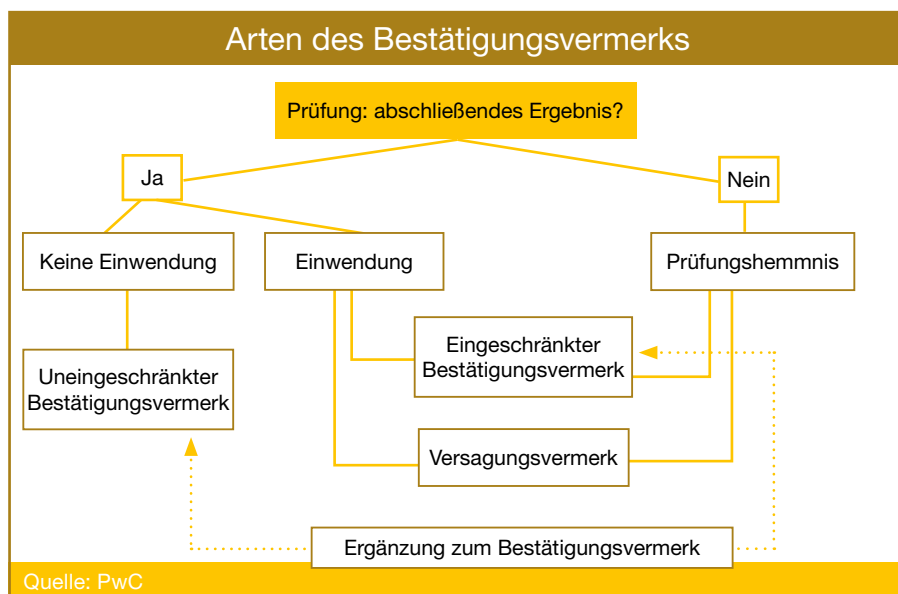 Arten des Bestätigungsvermerks
Prüfung: abschließendes Ergebnis?
Ja
Nein
Keine Einwendung
Einwendung
Prüfungshemmnis
Eingeschränkter
Bestätigungsvermerk
Uneingeschränkter
Bestätigungsvermerk
Versagungsvermerk
Ergänzung zum Bestätigungsvermerk
Quelle: PwC